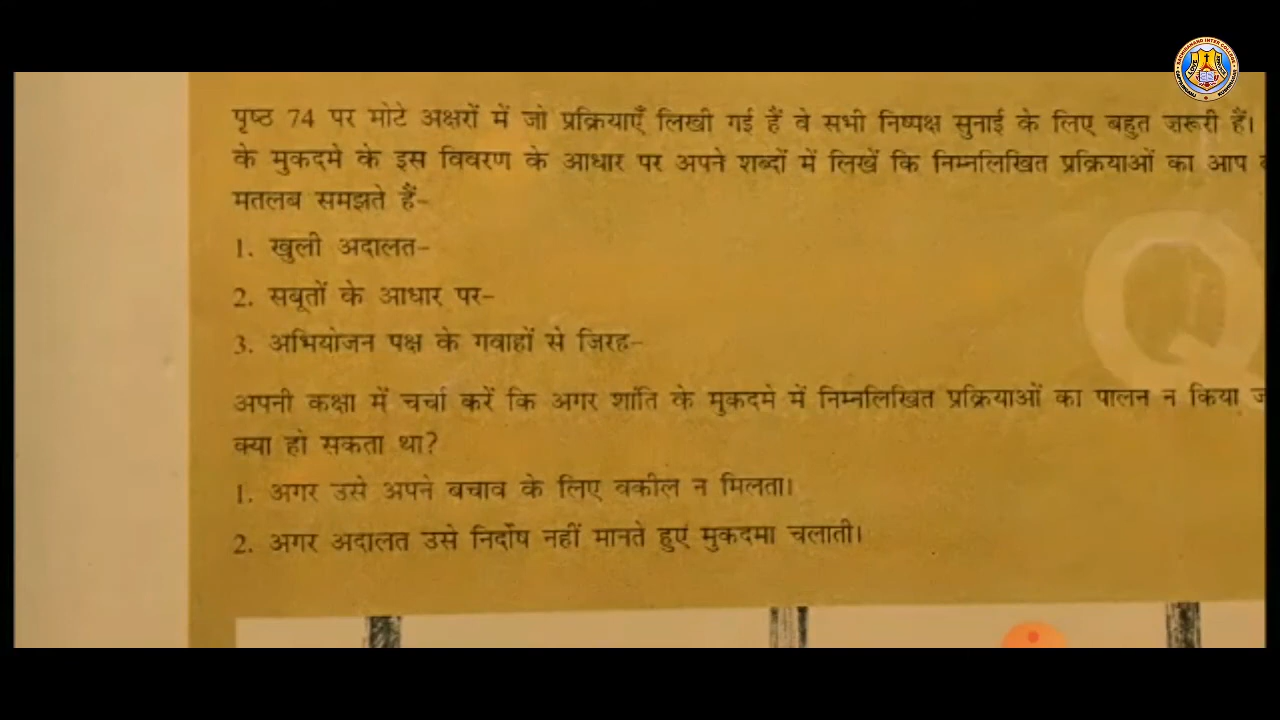 पृष्ठ 74 पर मोटे अक्षरों में जो प्रक्रियाएँ लिखी गई हैं वे सभी निष्पक्ष सुनाई के लिए बहुत ज़रूरी हैं।
के मुकदमे के इस विवरण के आधार पर अपने शब्दों में लिखें कि निम्नलिखित प्रक्रियाओं का आप
मतलब समझते हैं-
1. खुली अदालत-
2. सबूतों के आधार पर-
3. अभियोजन पक्ष के गवाहों से जिरह-
अपनी कक्षा में चर्चा करें कि अगर शांति के मुकदमे में निम्नलिखित प्रक्रियाओं का पालन न किया
क्या हो सकता था?
1. अगर उसे अपने बचाव के लिए वकील न मिलता।
2. अगर अदालत उसे निर्दोष नहीं मानते हुए मुकदमा चलाती।
Q